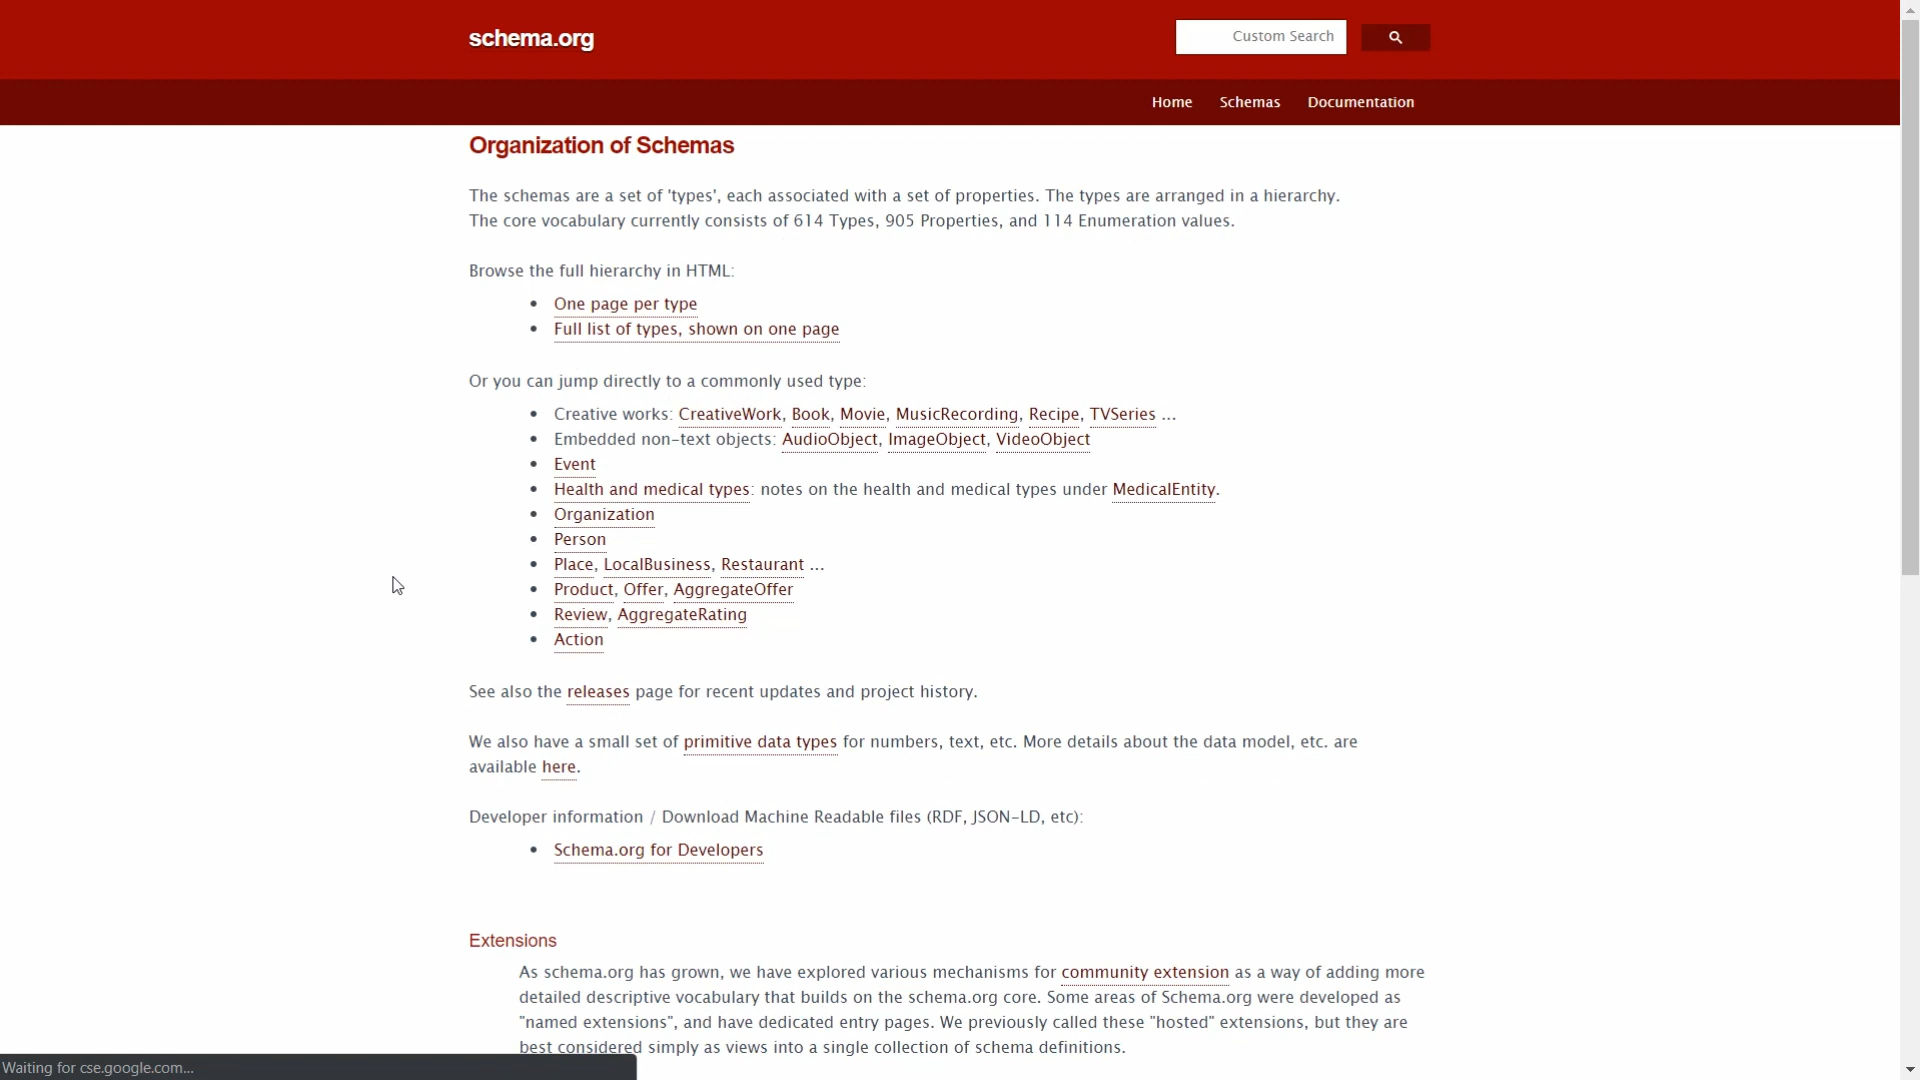 schema.org
Custom Search
Home Schemas Documentation
Organization of Schemas
The schemas are a set of 'types', each associated with a set of properties. The types are arranged in a hierarchy.
The core vocabulary currently consists of 614 Types, 905 Properties, and 114 Enumeration values.
Browse the full hierarchy in HTML:
• One page per type
• Full list of types, shown on one page
Or you can jump directly to a commonly used type:
• Creative works: CreativeWork, Book, Movie, MusicRecording, Recipe, TVSeries ...
• Embedded non-text objects: AudioObject, ImageObject, VideoObject
• Event
• Health and medical types: notes on the health and medical types under MedicalEntity.
• Organization
• Person
• Place, LocalBusiness, Restaurant ...
• Product, Offer, AggregateOffer
• Review, AggregateRating
• Action
See also the releases page for recent updates and project history.
We also have a small set of primitive data types for numbers, text, etc. More details about the data model, etc. are
available here.
Developer information / Download Machine Readable files (RDF, JSON-LD, etc):
• Schema.org for Developers
Extensions
As schema.org has grown, we have explored various mechanisms for community extension as a way of adding more
detailed descriptive vocabulary that builds on the schema.org core. Some areas of Schema.org were developed as
"named extensions", and have dedicated entry pages. We previously called these "hosted" extensions, but they are
best considered simply as views into a single collection of schema definitions.
Waiting for cse.google.com...